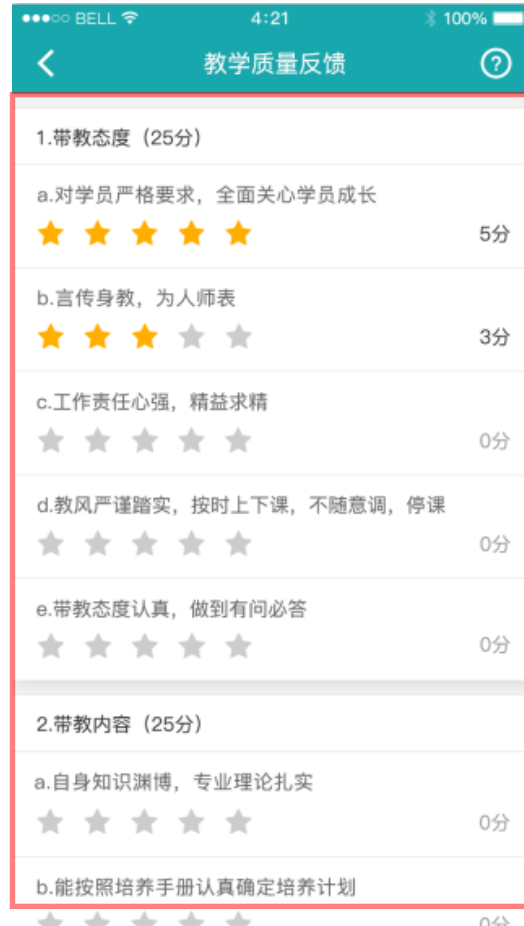 BELL 4:21 100%
教学质量反馈
1.带教态度（25分）
a.对学员严格要求，全面关心学员成长
5分
b.言传身教，为人师表
3分
c.工作责任心强，精益求精
0分
d.教风严谨踏实，按时上下课，不随意调，停课
0分
e.带教态度认真，做到有问必答
0分
2.带教内容（25分）
a.自身知识渊博，专业理论扎实
0分
b.能按照培养手册认真确定培养计划
0分